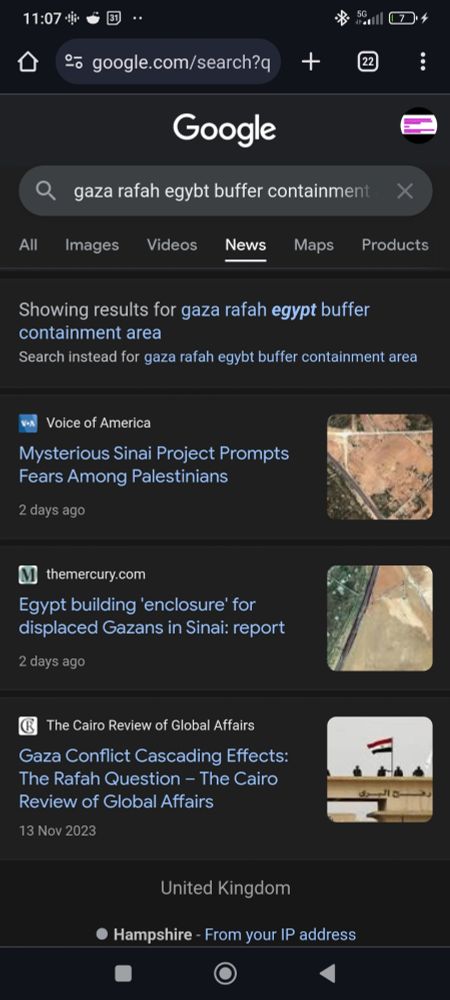 11:07
31
5G
7
google.com/search?q
22
Google
gaza rafah egybt buffer containment
All Images Videos News Maps Products
Showing results for gaza rafah egypt buffer
containment area
Search instead for gaza rafah egybt buffer containment area
VOA Voice of America
Mysterious Sinai Project Prompts
Fears Among Palestinians
2 days ago
M themercury.com
Egypt building 'enclosure' for
displaced Gazans in Sinai: report
2 days ago
The Cairo Review of Global Affairs
Gaza Conflict Cascading Effects:
The Rafah Question – The Cairo
Review of Global Affairs
13 Nov 2023
United Kingdom
Hampshire - From your IP address